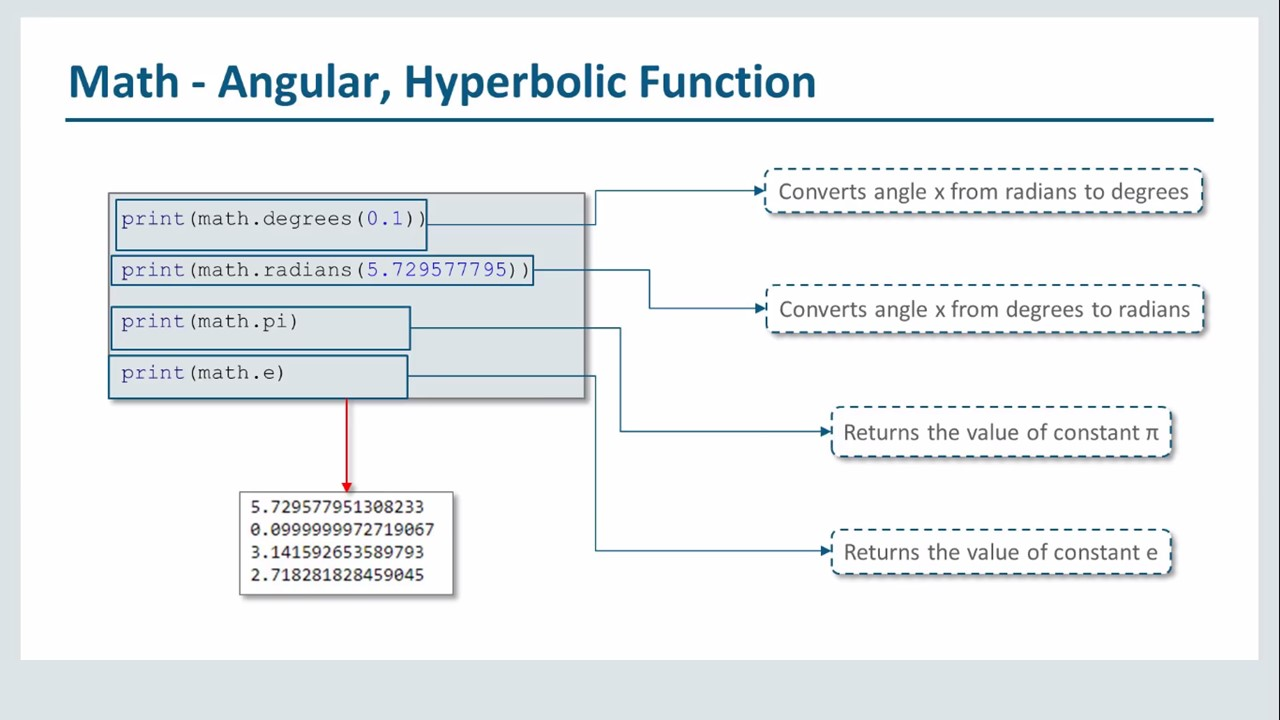 Math - Angular, Hyperbolic Function
print(math.degrees(0.1))
print(math.radians(5.729577795))
print(math.pi)
print(math.e)
Converts angle x from radians to degrees
Converts angle x from degrees to radians
Returns the value of constant π
Returns the value of constant e
5.729577951308233
0.0999999972719067
3.141592653589793
2.718281828459045